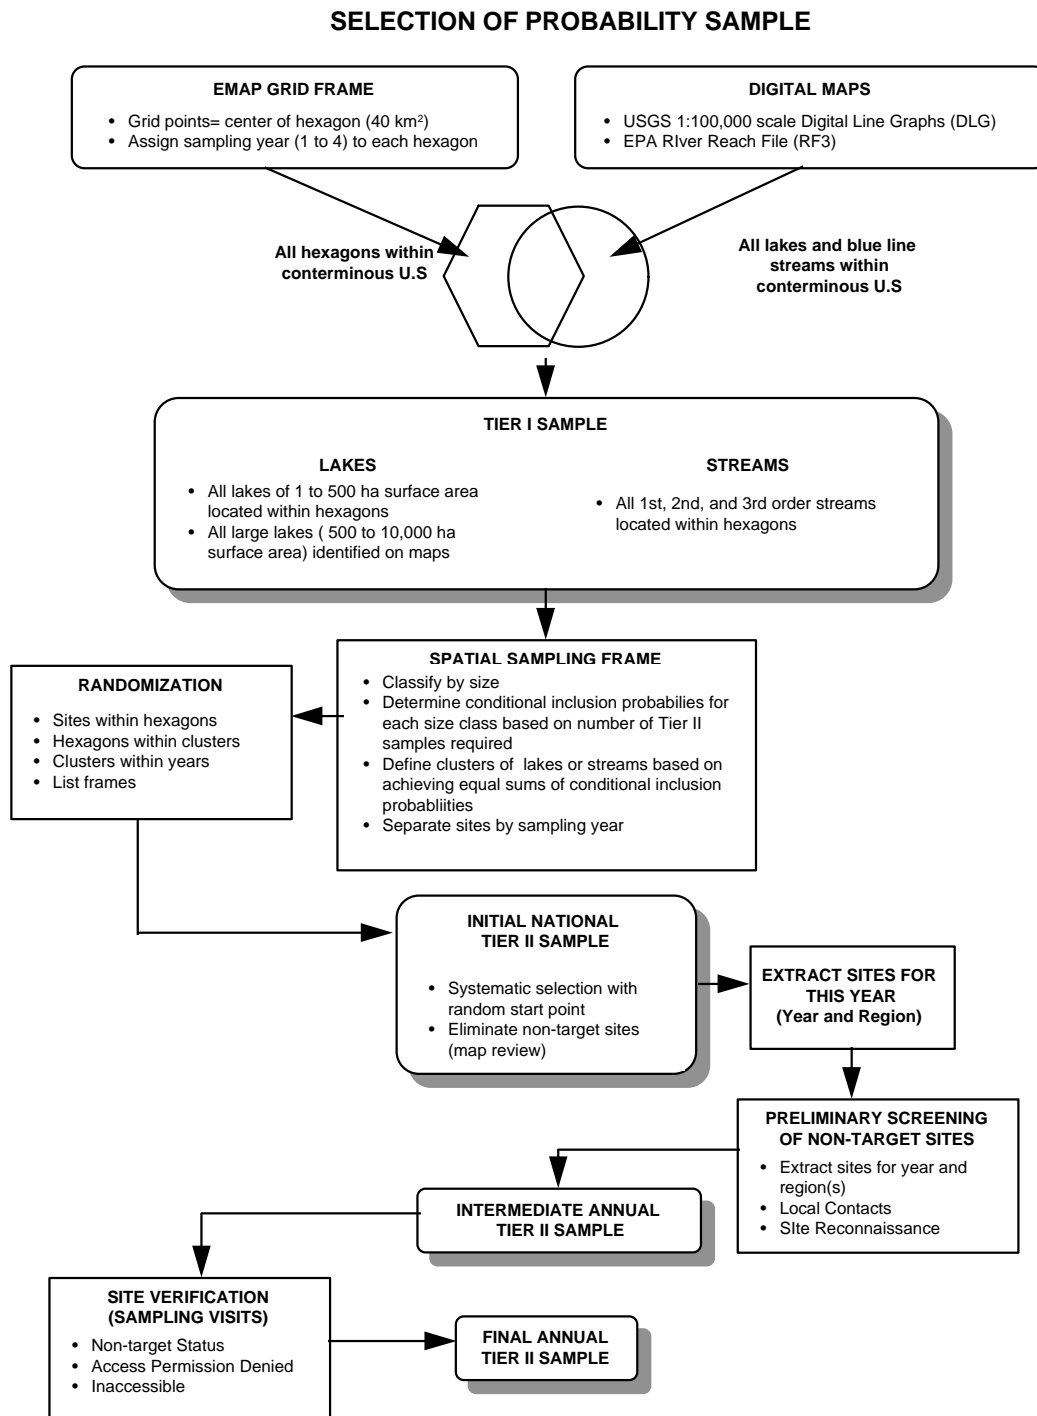 SELECTION OF PROBABILITY SAMPLE
EMAP GRID FRAME
• Grid points= center of hexagon (40 km²)
• Assign sampling year (1 to 4) to each hexagon
DIGITAL MAPS
• USGS 1:100,000 scale Digital Line Graphs (DLG)
• EPA RIver Reach File (RF3)
All hexagons within
conterminous U.S
All lakes and blue line
streams within
conterminous U.S
TIER I SAMPLE
LAKES
• All lakes of 1 to 500 ha surface area
located within hexagons
• All large lakes ( 500 to 10,000 ha
surface area) identified on maps
STREAMS
• All 1st, 2nd, and 3rd order streams
located within hexagons
SPATIAL SAMPLING FRAME
• Classify by size
• Determine conditional inclusion probabilies for
each size class based on number of Tier II
samples required
• Define clusters of lakes or streams based on
achieving equal sums of conditional inclusion
probabliities
• Separate sites by sampling year
RANDOMIZATION
• Sites within hexagons
• Hexagons within clusters
• Clusters within years
• List frames
INITIAL NATIONAL
TIER II SAMPLE
• Systematic selection with
random start point
• Eliminate non-target sites
(map review)
EXTRACT SITES FOR
THIS YEAR
(Year and Region)
PRELIMINARY SCREENING
OF NON-TARGET SITES
• Extract sites for year and
region(s)
• Local Contacts
• SIte Reconnaissance
INTERMEDIATE ANNUAL
TIER II SAMPLE
SITE VERIFICATION
(SAMPLING VISITS)
• Non-target Status
• Access Permission Denied
• Inaccessible
FINAL ANNUAL
TIER II SAMPLE